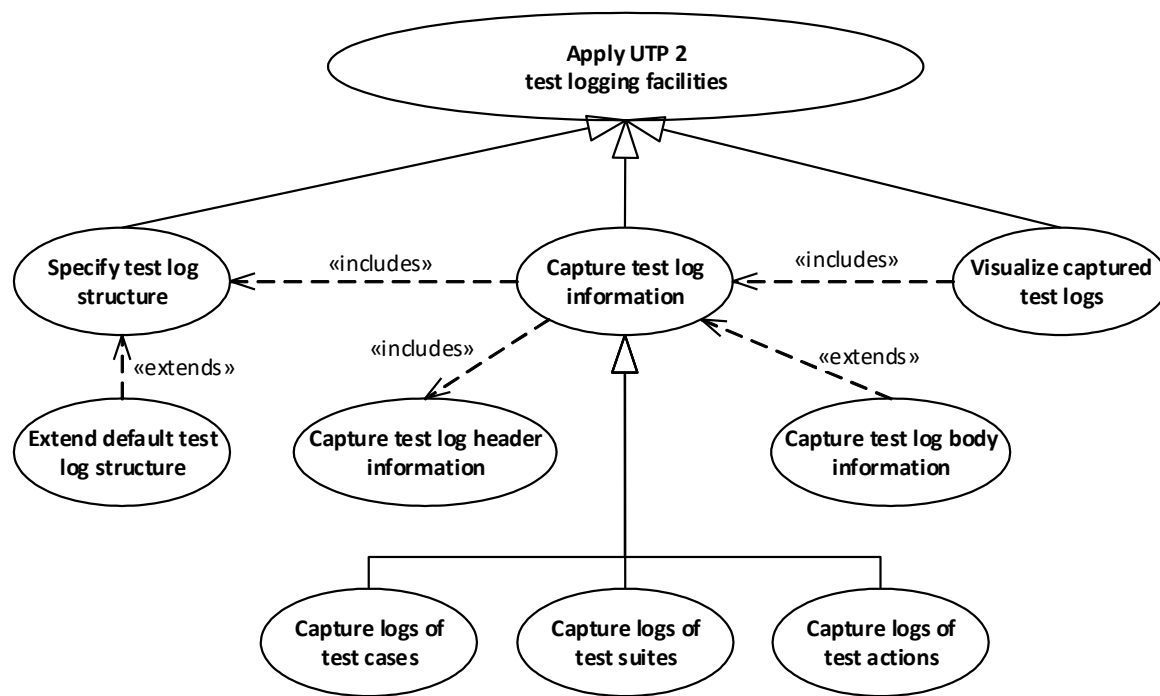 Apply UTP 2
test logging facilities
Specify test log
structure
«includes»
Capture test log
information
«includes»
Visualize captured
test logs
«extends»
«includes»
«extends»
Extend default test
log structure
Capture test log header
information
Capture test log body
information
Capture logs of
test cases
Capture logs of
test suites
Capture logs of
test actions